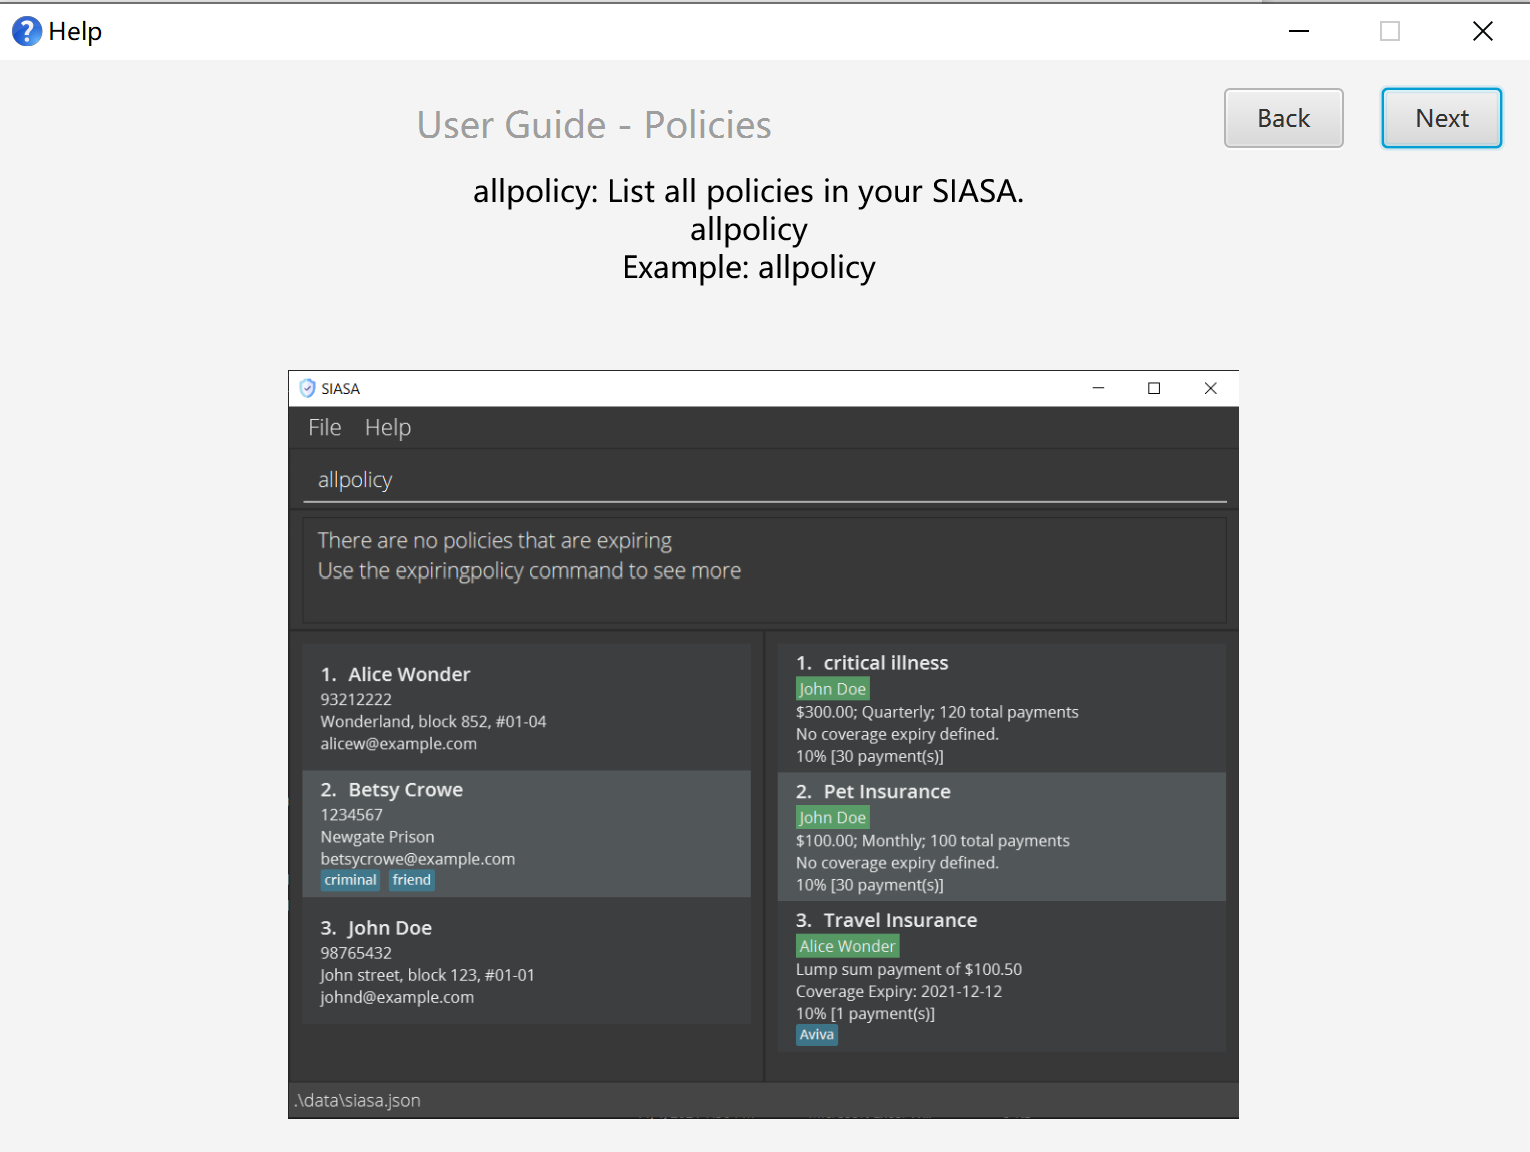 Help
User Guide - Policies
Back
Next
allpolicy: List all policies in your SIASA.
allpolicy
Example: allpolicy
SIASA
File Help
allpolicy
There are no policies that are expiring
Use the expiringpolicy command to see more
1. Alice Wonder
93212222
Wonderland, block 852, #01-04
alicew@example.com
2. Betsy Crowe
1234567
Newgate Prison
betsycrowe@example.com
criminal friend
3. John Doe
98765432
John street, block 123, #01-01
johnd@example.com
1. critical illness
John Doe
$300.00; Quarterly; 120 total payments
No coverage expiry defined.
10% [30 payment(s)]
2. Pet Insurance
John Doe
$100.00; Monthly; 100 total payments
No coverage expiry defined.
10% [30 payment(s)]
3. Travel Insurance
Alice Wonder
Lump sum payment of $100.50
Coverage Expiry: 2021-12-12
10% [1 payment(s)]
Aviva
.\data\siasa.json